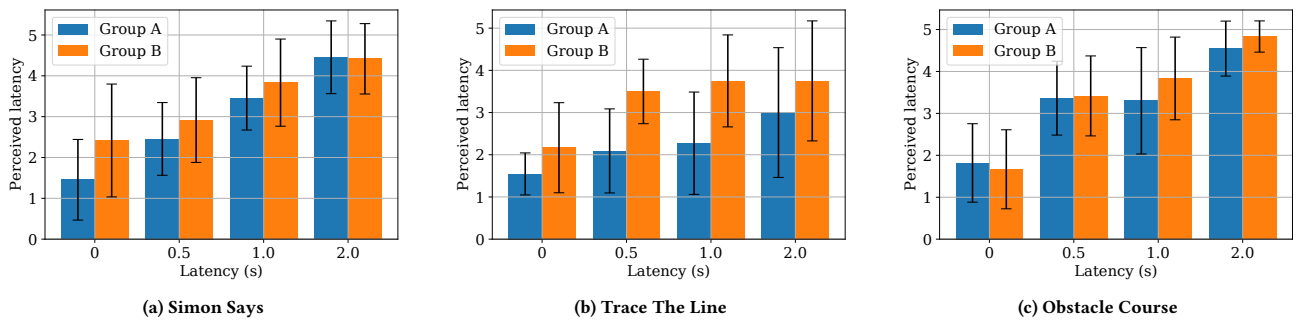 Group A
Group B
Perceived latency
5
4
3
2
1
0
0 0.5 1.0 2.0
Latency (s)
(a) Simon Says
Group A
Group B
Perceived latency
5
4
3
2
1
0
0 0.5 1.0 2.0
Latency (s)
(b) Trace The Line
Group A
Group B
Perceived latency
5
4
3
2
1
0
0 0.5 1.0 2.0
Latency (s)
(c) Obstacle Course